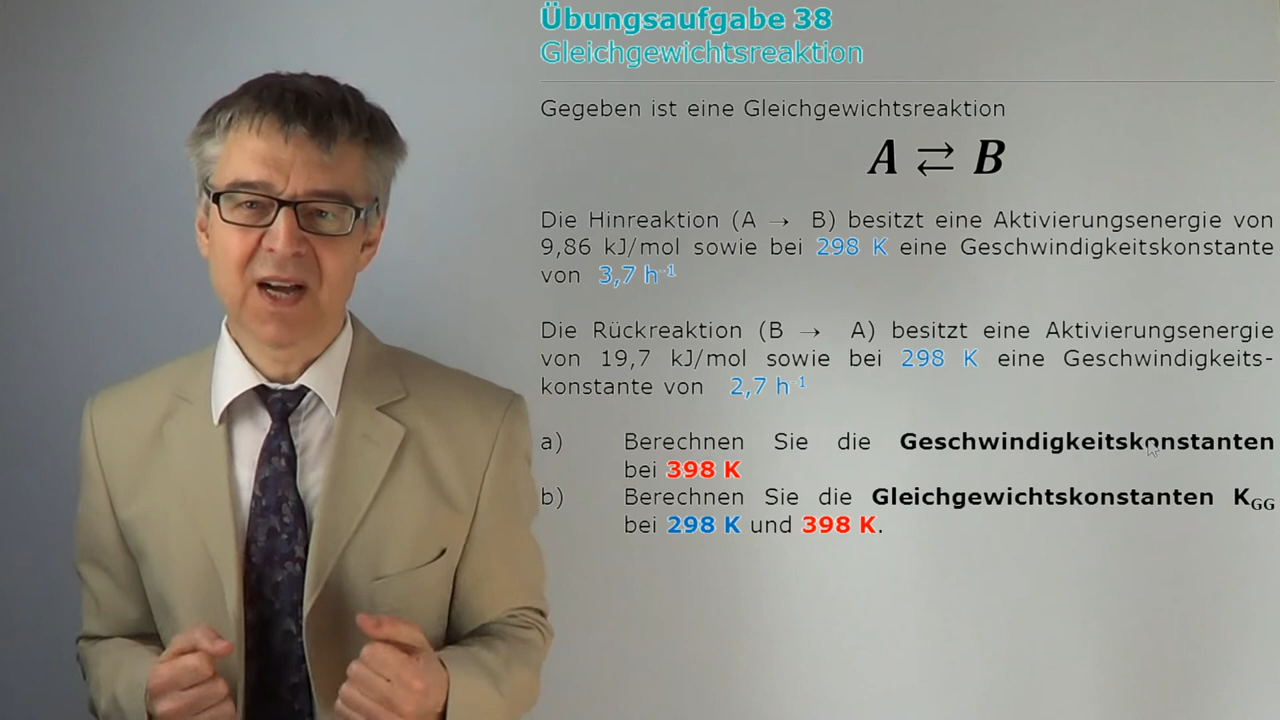 Übungsaufgabe 38
Gleichgewichtsreaktion
Gegeben ist eine Gleichgewichtsreaktion
A ⇄ B
Die Hinreaktion (A → B) besitzt eine Aktivierungsenergie von
9,86 kJ/mol sowie bei 298 K eine Geschwindigkeitskonstante
von 3,7 h⁻¹
Die Rückreaktion (B → A) besitzt eine Aktivierungsenergie
von 19,7 kJ/mol sowie bei 298 K eine Geschwindigkeits-
konstante von 2,7 h⁻¹
a) Berechnen Sie die Geschwindigkeitskonstanten
bei 398 K
b) Berechnen Sie die Gleichgewichtskonstanten K_GG
bei 298 K und 398 K.